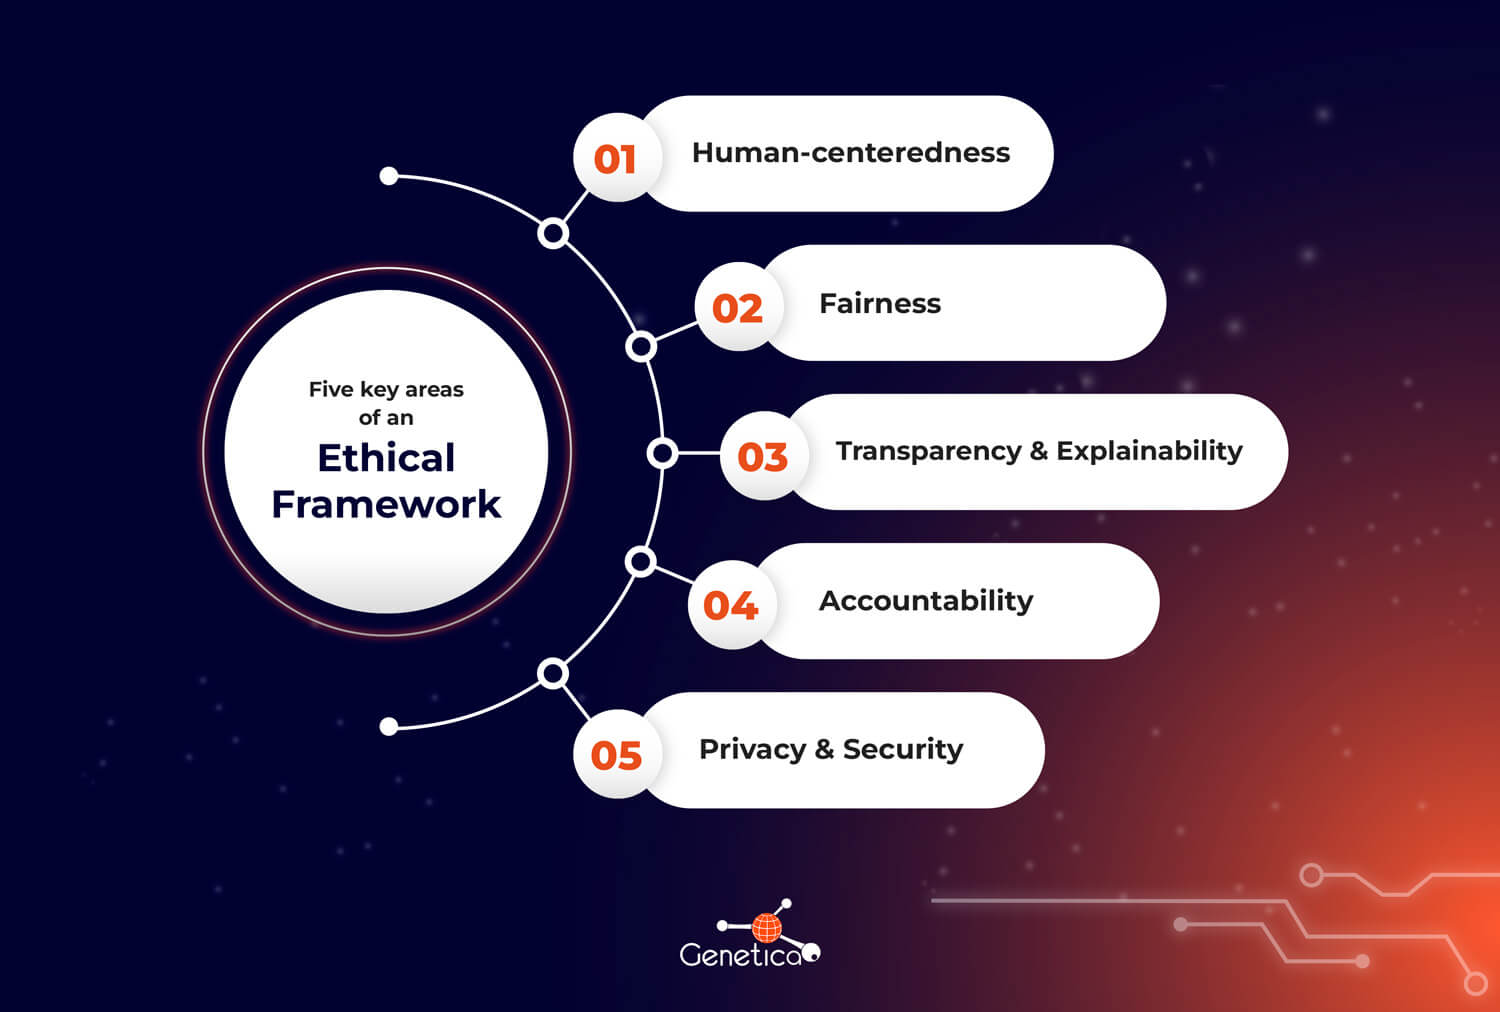 Five key areas
of an
Ethical
Framework
01
Human-centeredness
02
Fairness
03
Transparency & Explainability
04
Accountability
05
Privacy & Security
Genetica